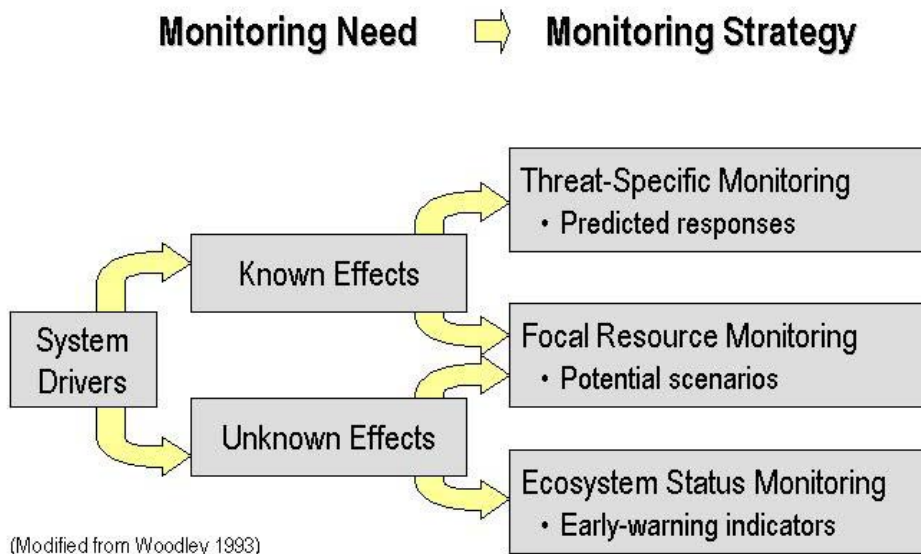 Monitoring Need Monitoring Strategy
Threat-Specific Monitoring
• Predicted responses
Known Effects
System
Drivers
Focal Resource Monitoring
• Potential scenarios
Unknown Effects
Ecosystem Status Monitoring
• Early-warning indicators
(Modified from Woodley 1993)